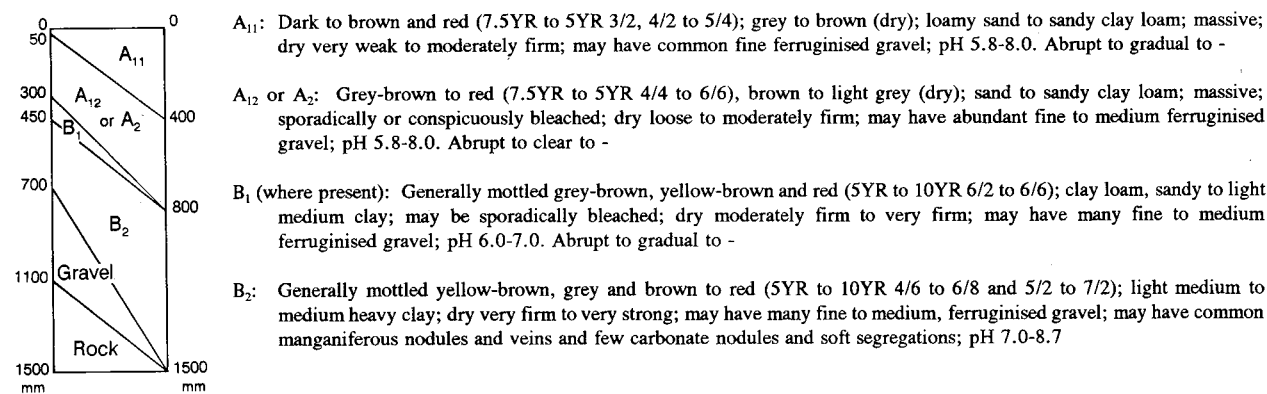 0 0
50
A₁₁
300
A₁₂
or A₂
400
450
B₁
700
800
B₂
1100
Gravel
Rock
1500 1500
mm mm
A₁₁: Dark to brown and red (7.5YR to 5YR 3/2, 4/2 to 5/4); grey to brown (dry); loamy sand to sandy clay loam; massive;
dry very weak to moderately firm; may have common fine ferruginised gravel; pH 5.8-8.0. Abrupt to gradual to -
A₁₂ or A₂: Grey-brown to red (7.5YR to 5YR 4/4 to 6/6), brown to light grey (dry); sand to sandy clay loam; massive;
sporadically or conspicuously bleached; dry loose to moderately firm; may have abundant fine to medium ferruginised
gravel; pH 5.8-8.0. Abrupt to clear to -
B₁ (where present): Generally mottled grey-brown, yellow-brown and red (5YR to 10YR 6/2 to 6/6); clay loam, sandy to light
medium clay; may be sporadically bleached; dry moderately firm to very firm; may have many fine to medium
ferruginised gravel; pH 6.0-7.0. Abrupt to gradual to -
B₂: Generally mottled yellow-brown, grey and brown to red (5YR to 10YR 4/6 to 6/8 and 5/2 to 7/2); light medium to
medium heavy clay; dry very firm to very strong; may have many fine to medium, ferruginised gravel; may have common
manganiferous nodules and veins and few carbonate nodules and soft segregations; pH 7.0-8.7